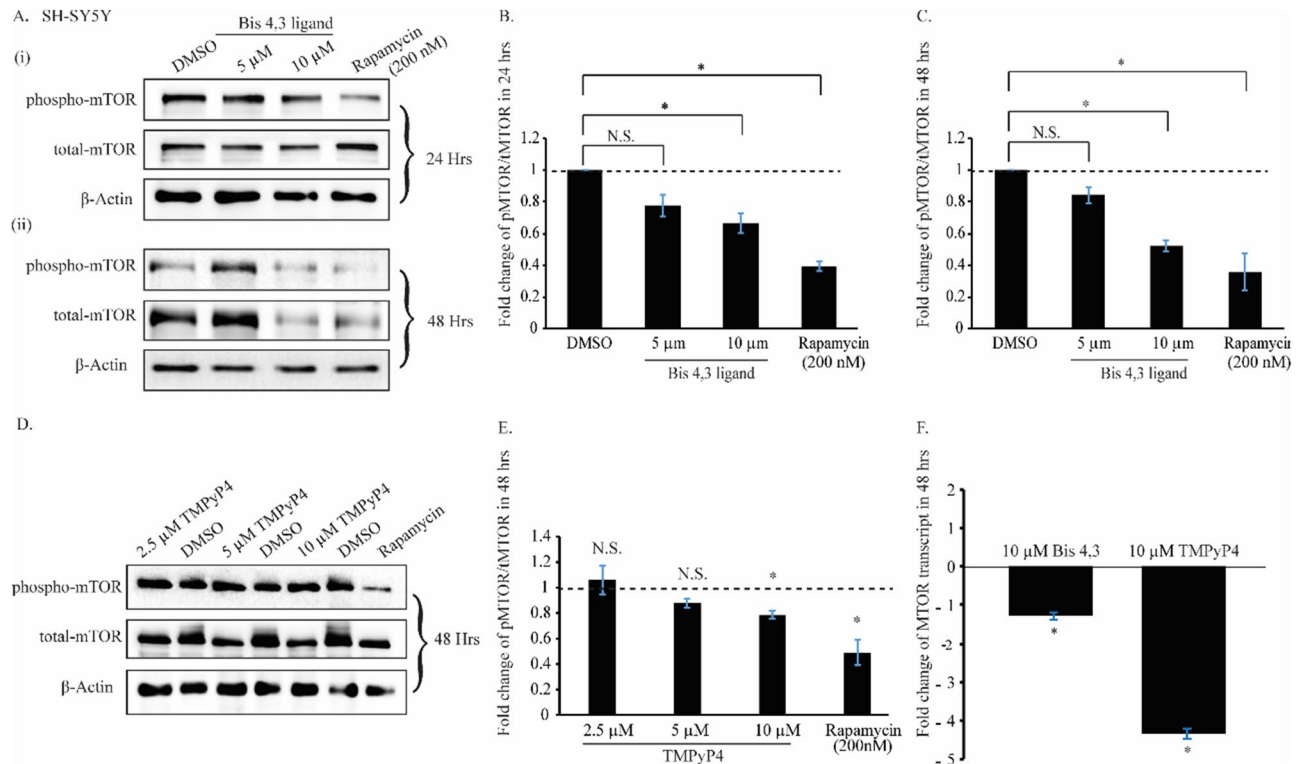 A. SH-SY5Y
Bis 4,3 ligand
(i)
DMSO
5 µM
10 µM
Rapamycin
(200 nM)
phospho-mTOR
total-mTOR
β-Actin
24 Hrs
(ii)
phospho-mTOR
total-mTOR
β-Actin
48 Hrs
B.
Fold change of pMTOR/tMTOR in 24 hrs
1.2
1
0.8
0.6
0.4
0.2
0
*
*
N.S.
DMSO
5 µm
10 µm
Rapamycin
(200 nM)
Bis 4,3 ligand
C.
Fold change of pMTOR/tMTOR in 48 hrs
1.2
1
0.8
0.6
0.4
0.2
0
*
*
N.S.
DMSO
5 µm
10 µm
Rapamycin
(200 nM)
Bis 4,3 ligand
D.
2.5 µM TMPyP4
DMSO
5 µM TMPyP4
DMSO
10 µM TMPyP4
DMSO
Rapamycin
phospho-mTOR
total-mTOR
β-Actin
48 Hrs
E.
Fold change of pMTOR/tMTOR in 48 hrs
1.4
1.2
1
0.8
0.6
0.4
0.2
0
N.S.
N.S.
*
*
2.5 µM
5 µM
10 µM
Rapamycin
(200nM)
TMPyP4
F.
Fold change of MTOR transcript in 48 hrs
2
1
0
- 1
- 2
- 3
- 4
- 5
10 µM Bis 4,3
10 µM TMPyP4
*
*